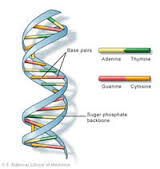 Base pairs
Adenine Thymine
Guanine Cytosine
Sugar phosphate
backbone
U.S. National Library of Medicine